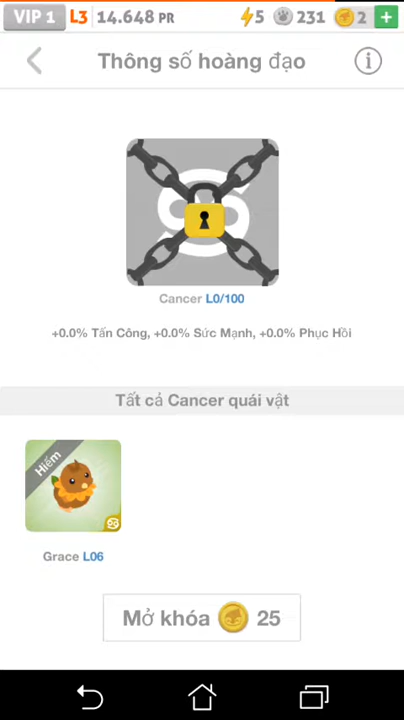 VIP 1 L3 14.648 PR 5 231 2 +
Thông số hoàng đạo i
Cancer L0/100
+0.0% Tấn Công, +0.0% Sức Mạnh, +0.0% Phục Hồi
Tất cả Cancer quái vật
Hiếm
Grace L06
Mở khóa 25